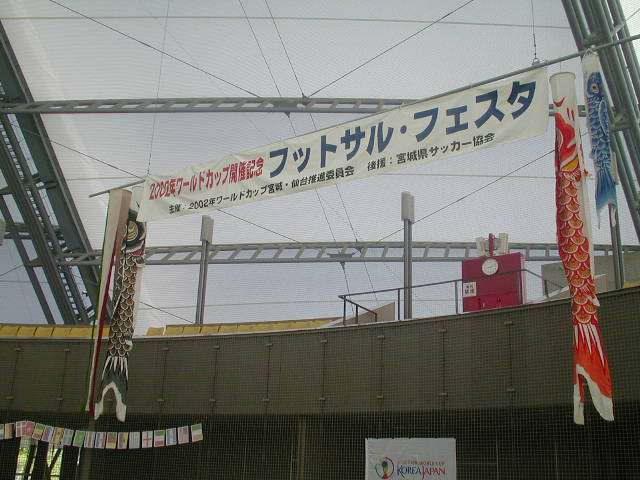 2002年ワールドカップ開催記念 フットサル・フェスタ
主催：2002年ワールドカップ宮城・仙台推進委員会 後援：宮城県サッカー協会
KOREAJAPAN